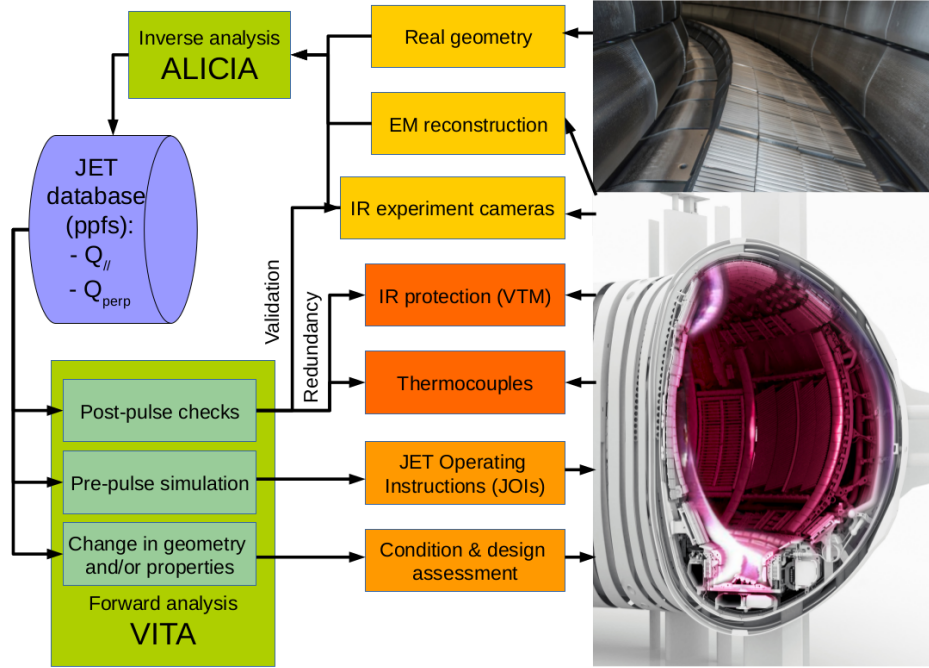 Inverse analysis
ALICIA
Real geometry
EM reconstruction
IR experiment cameras
JET
database
(ppfs):
- Q//
- Qperp
Validation
Redundancy
IR protection (VTM)
Thermocouples
Post-pulse checks
Pre-pulse simulation
JET Operating
Instructions (JOIs)
Change in geometry
and/or properties
Condition & design
assessment
Forward analysis
VITA